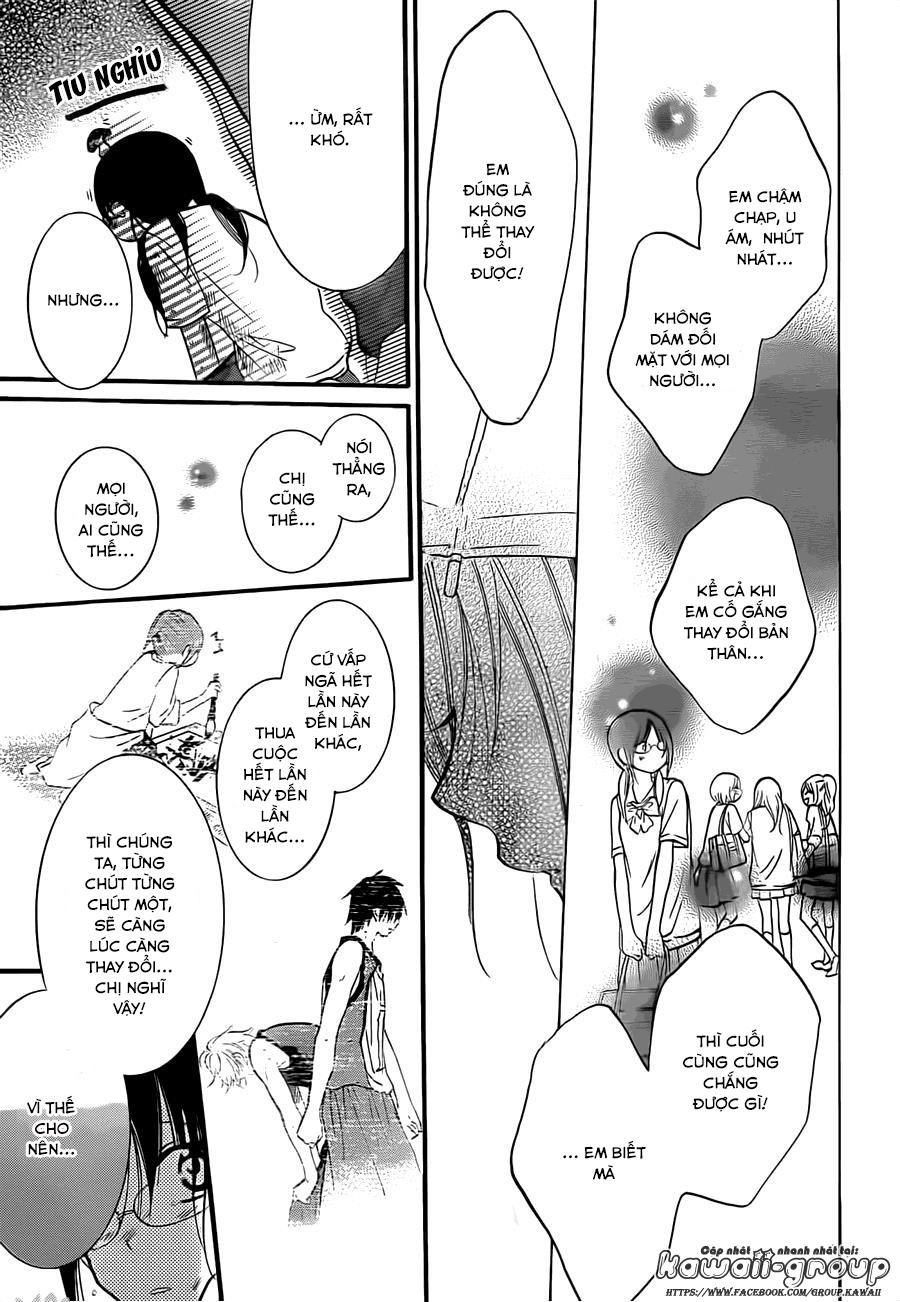 EM CHẬM
CHẠP, U
ÁM, NHÚT
NHÁT...
KHÔNG
DÁM ĐỐI
MẶT VỚI MỌI
NGƯỜI...
KỂ CẢ KHI
EM CỐ GẮNG
THAY ĐỔI BẢN
THÂN...
THÌ CUỐI
CÙNG CŨNG
CHẲNG
ĐƯỢC GÌ!
... EM BIẾT
MÀ
EM
ĐÚNG LÀ
KHÔNG
THỂ THAY
ĐỔI
ĐƯỢC!
... ỪM, RẤT
KHÓ.
TIU NGHỈU
NHƯNG...
NÓI
THẲNG
RA,
CHỊ
CŨNG
THẾ...
MỌI
NGƯỜI,
AI CŨNG
THẾ...
CỨ VẤP
NGÃ HẾT
LẦN NÀY
ĐẾN LẦN
KHÁC,
THUA
CUỘC
HẾT LẦN
NÀY ĐẾN
LẦN
KHÁC,
THÌ CHÚNG
TA, TỪNG
CHÚT TỪNG
CHÚT MỘT,
SẼ CÀNG
LÚC CÀNG
THAY ĐỔI...
CHỊ NGHĨ
VẬY!
VÌ THẾ
CHO
NÊN...
Cập nhật nhanh nhất tại:
kawaii-group
HTTPS://WWW.FACEBOOK.COM/GROUP.KAWAII